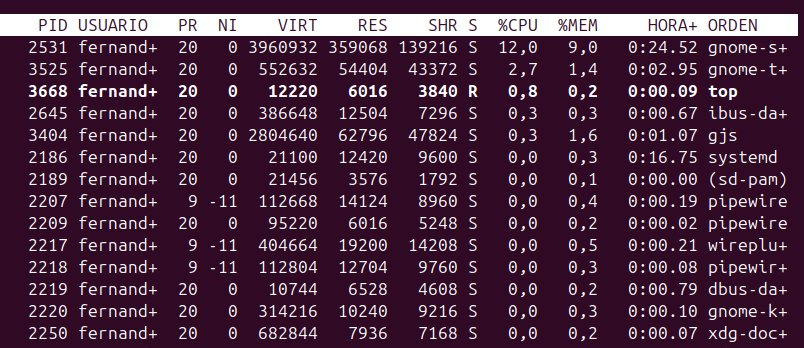 PID USUARIO PR NI VIRT RES SHR S %CPU %MEM HORA+ ORDEN
2531 fernand+ 20 0 3960932 359068 139216 S 12,0 9,0 0:24.52 gnome-s+
3525 fernand+ 20 0 552632 54404 43372 S 2,7 1,4 0:02.95 gnome-t+
3668 fernand+ 20 0 12220 6016 3840 R 0,8 0,2 0:00.09 top
2645 fernand+ 20 0 386648 12504 7296 S 0,3 0,3 0:00.67 ibus-da+
3404 fernand+ 20 0 2804640 62796 47824 S 0,3 1,6 0:01.07 gjs
2186 fernand+ 20 0 21100 12420 9600 S 0,0 0,3 0:16.75 systemd
2189 fernand+ 20 0 21456 3576 1792 S 0,0 0,1 0:00.00 (sd-pam)
2207 fernand+ 9 -11 112668 14124 8960 S 0,0 0,4 0:00.19 pipewire
2209 fernand+ 20 0 95220 6016 5248 S 0,0 0,2 0:00.02 pipewire
2217 fernand+ 9 -11 404664 19200 14208 S 0,0 0,5 0:00.21 wireplu+
2218 fernand+ 9 -11 112804 12704 9760 S 0,0 0,3 0:00.08 pipewir+
2219 fernand+ 20 0 10744 6528 4608 S 0,0 0,2 0:00.79 dbus-da+
2220 fernand+ 20 0 314216 10240 9216 S 0,0 0,3 0:00.10 gnome-k+
2250 fernand+ 20 0 682844 7936 7168 S 0,0 0,2 0:00.07 xdg-doc+